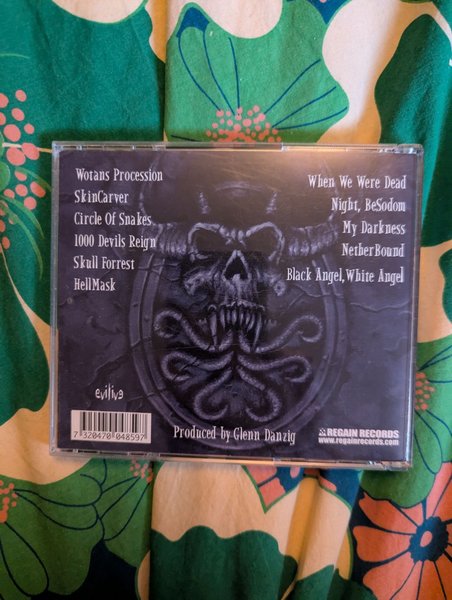 Wotans Procession
SkinCarver
Circle Of Snakes
1000 Devils Reign
Skull Forrest
HellMask
When We Were Dead
Night, BeSodom
My Darkness
NetherBound
Black Angel, White Angel
evilive
7 320470 048597
Produced by Glenn Danzig
REGAIN RECORDS
www.regainrecords.com